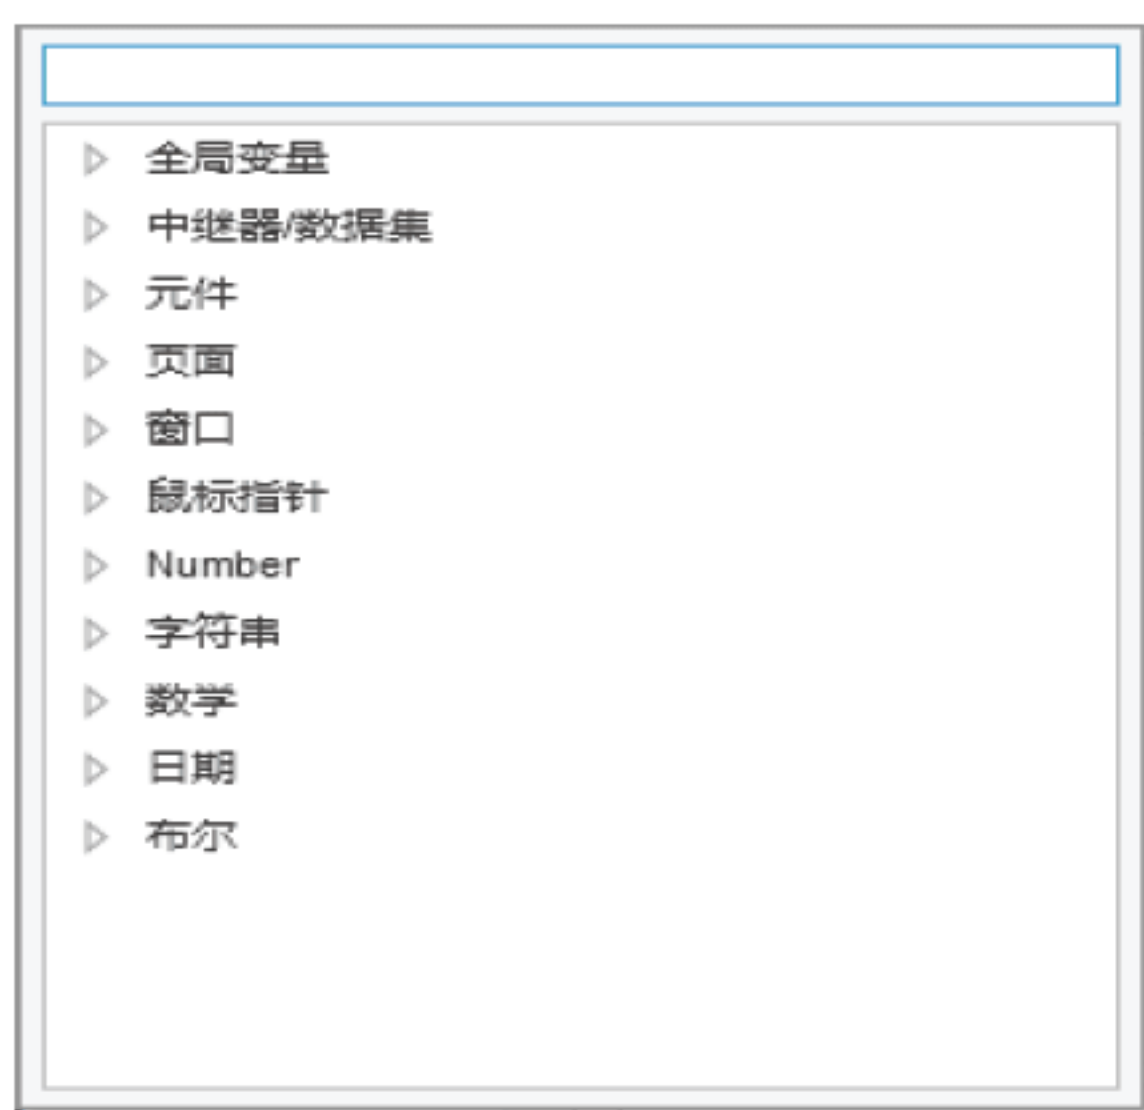 全局变量
中继器/数据集
元件
页面
窗口
鼠标指针
Number
字符串
数学
日期
布尔